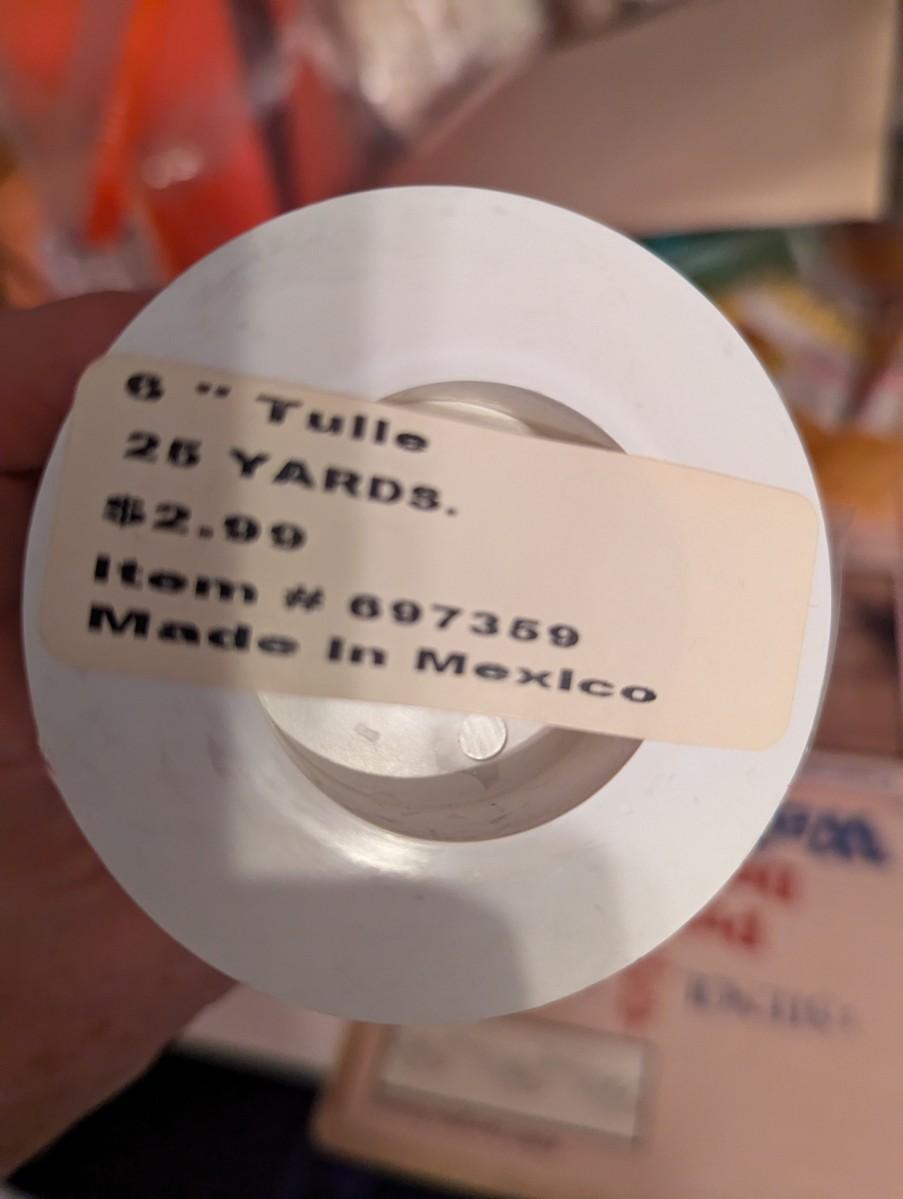 6 " Tulle
25 YARDS.
$2.99
Item # 697359
Made in Mexico